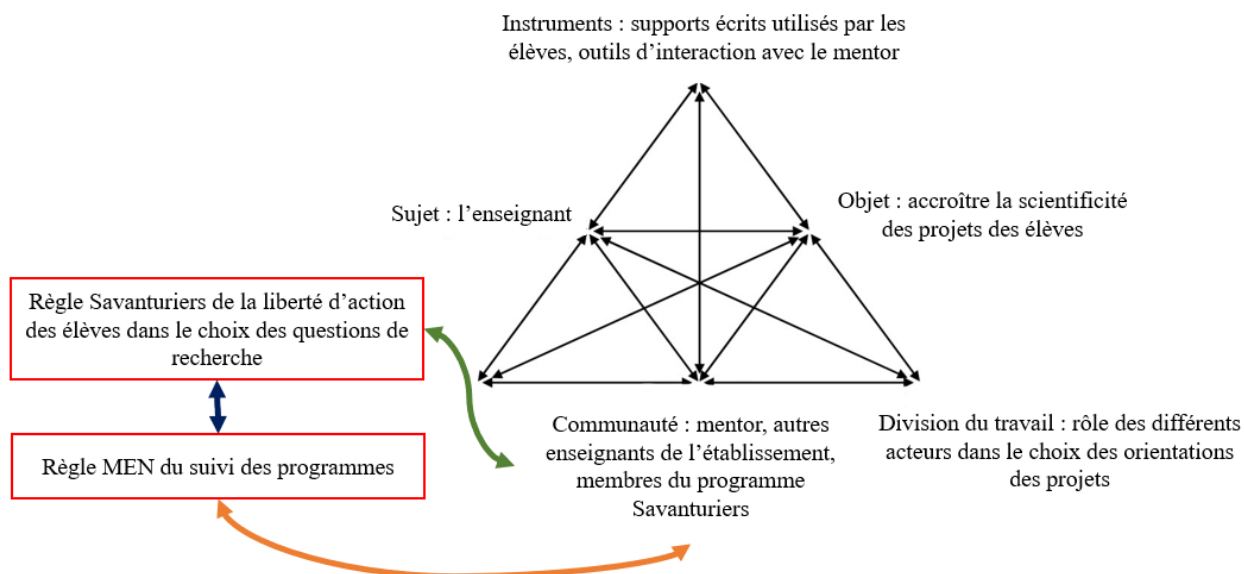 Instruments : supports écrits utilisés par les
élèves, outils d’interaction avec le mentor
Sujet : l’enseignant
Objet : accroître la scientificité
des projets des élèves
Règle Savanturiers de la liberté d’action
des élèves dans le choix des questions de
recherche
Règle MEN du suivi des programmes
Communauté : mentor, autres
enseignants de l’établissement,
membres du programme
Savanturiers
Division du travail : rôle des différents
acteurs dans le choix des orientations
des projets